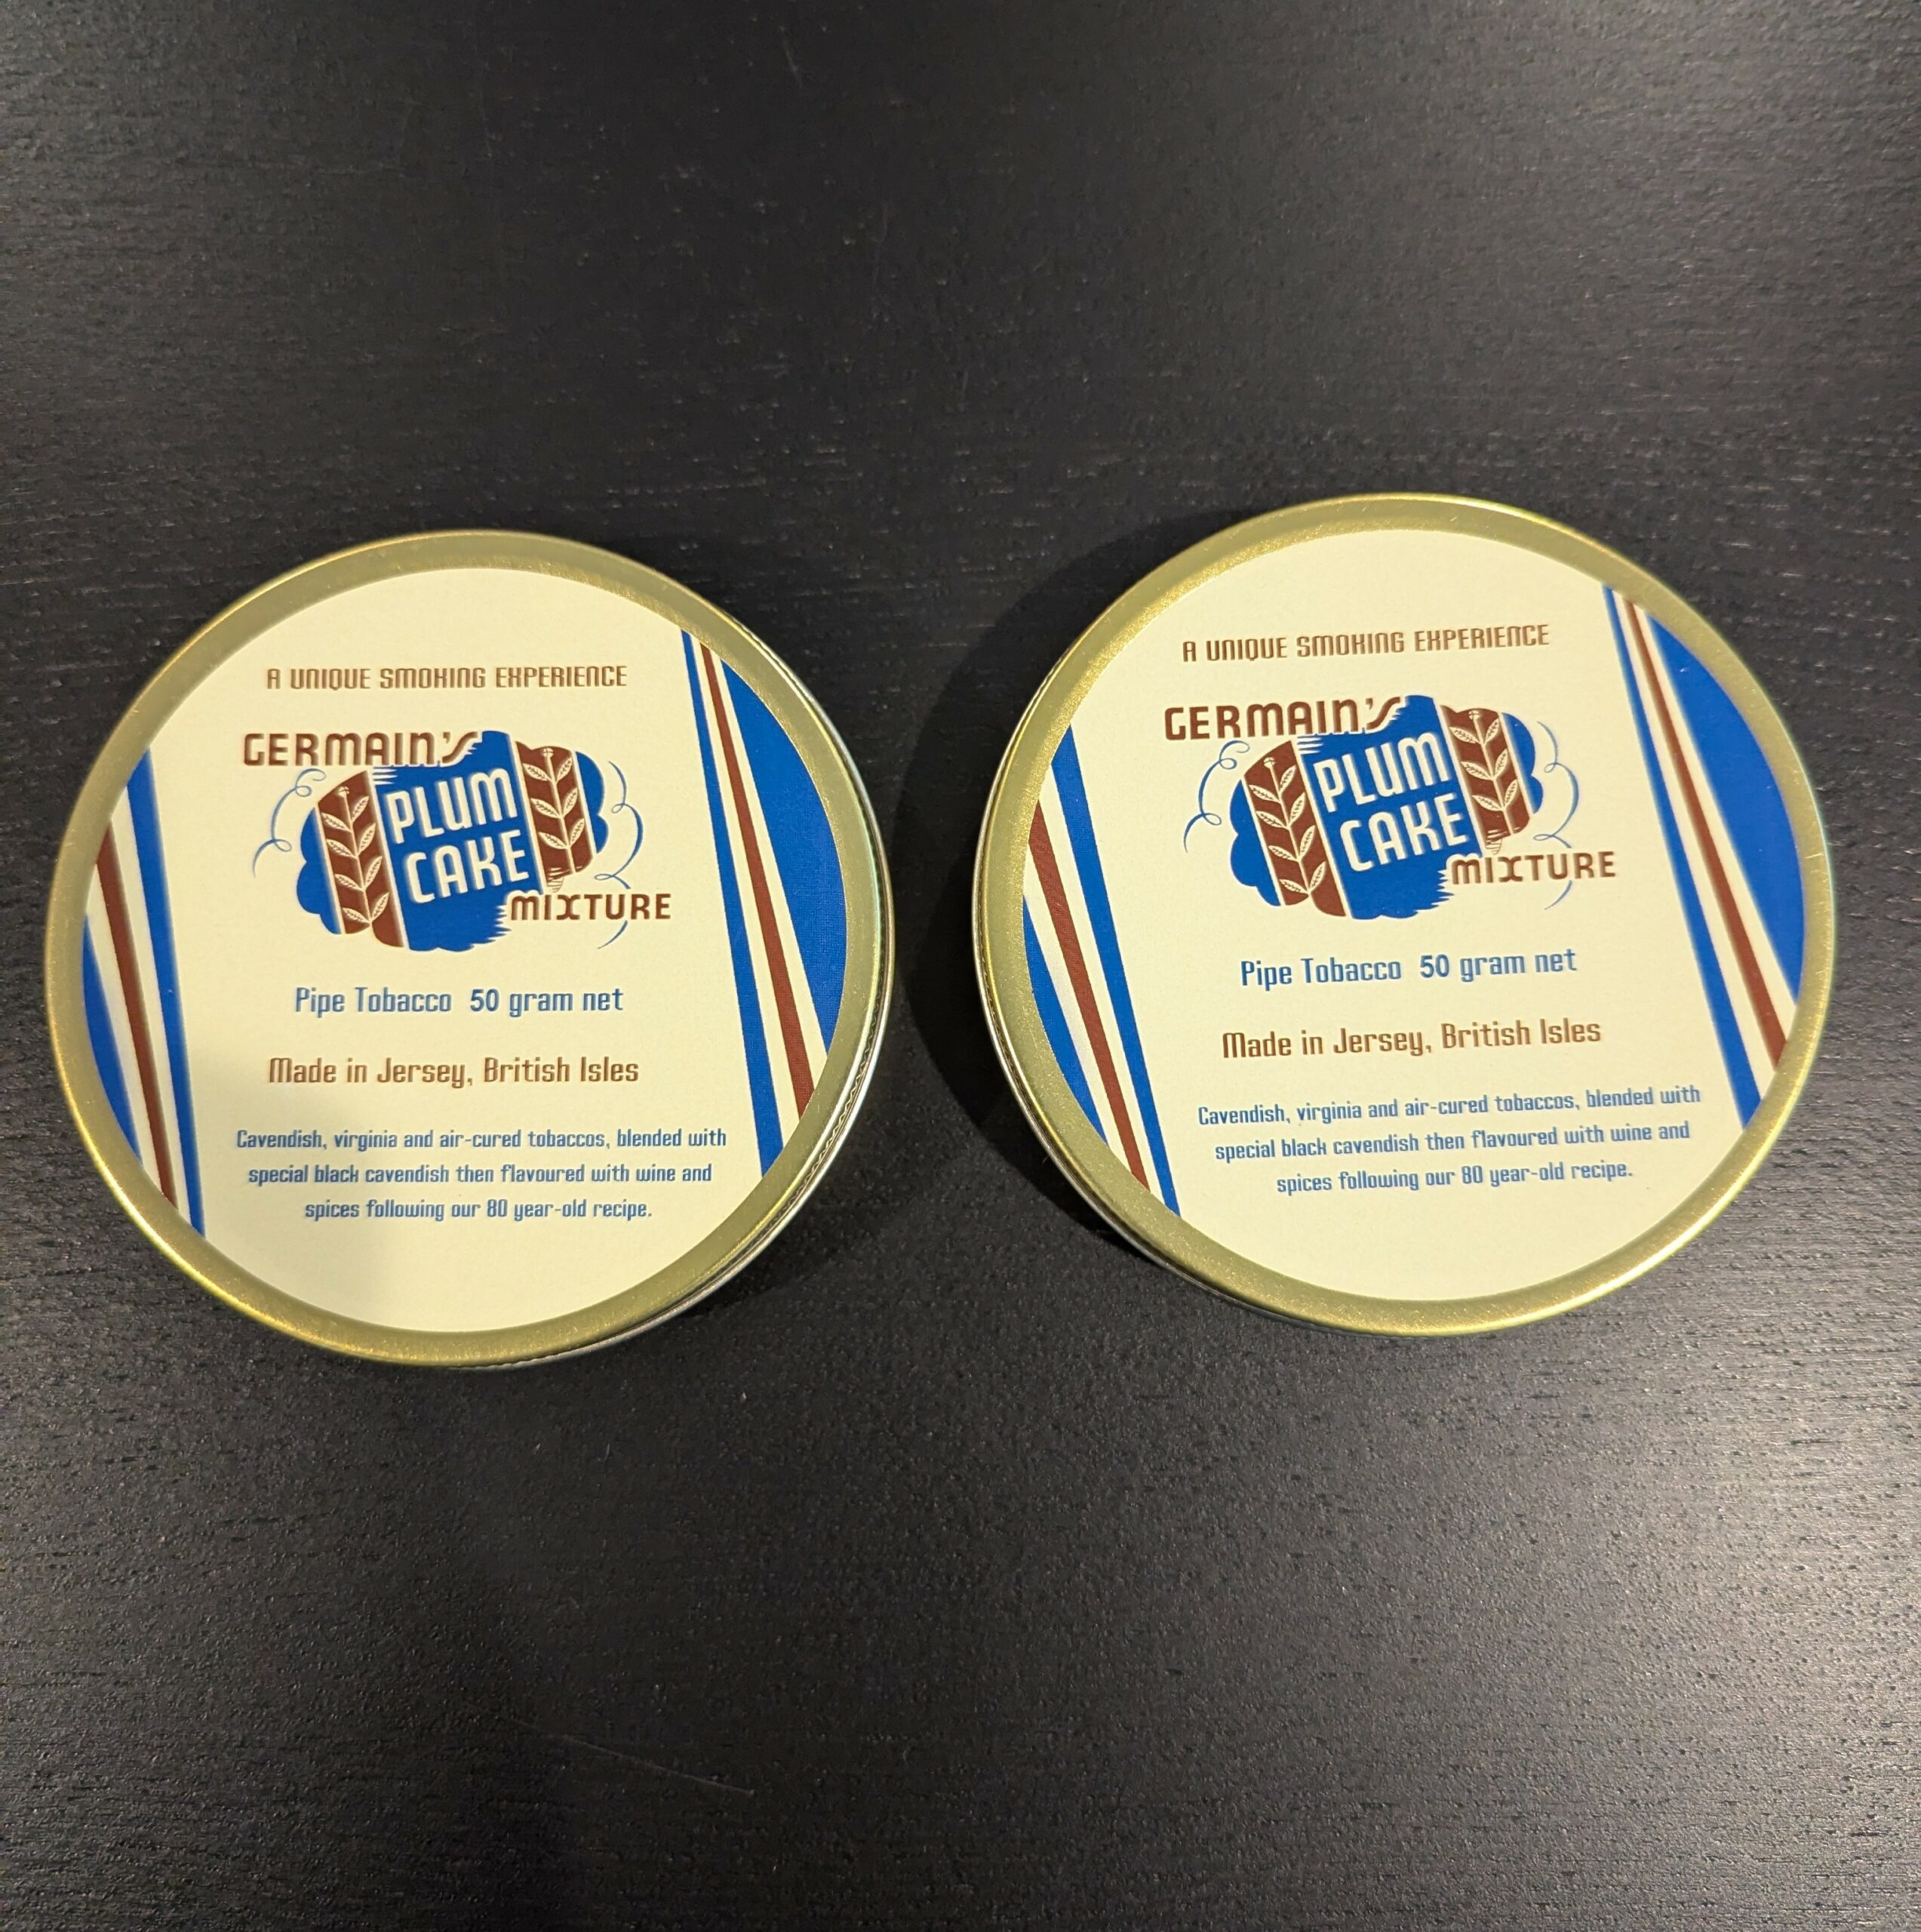 A UNIQUE SMOKING EXPERIENCE
GERMAIN'S
PLUM
CAKE
MIXTURE
Pipe Tobacco 50 gram net
Made in Jersey, British Isles
Cavendish, virginia and air-cured tobaccos, blended with
special black cavendish then flavoured with wine and
spices following our 80 year-old recipe.
A UNIQUE SMOKING EXPERIENCE
GERMAIN'S
PLUM
CAKE
MIXTURE
Pipe Tobacco 50 gram net
Made in Jersey, British Isles
Cavendish, virginia and air-cured tobaccos, blended with
special black cavendish then flavoured with wine and
spices following our 80 year-old recipe.